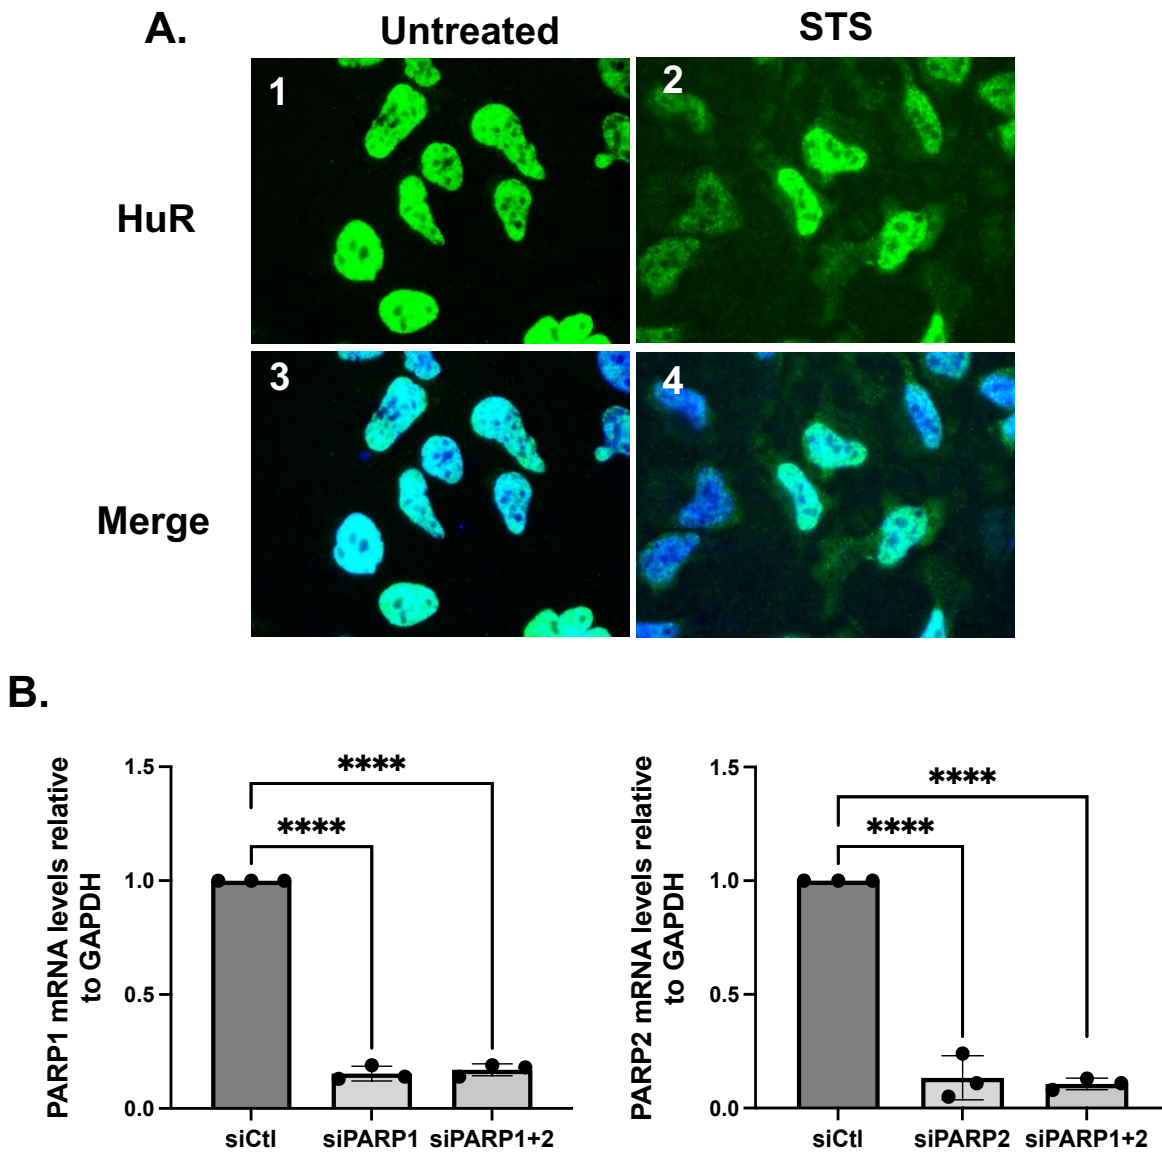 A.
Untreated
STS
1
2
HuR
3
4
Merge
B.
PARP1 mRNA levels relative
to GAPDH
1.5
1.0
0.5
0.0
****
****
siCtl
siPARP1
siPARP1+2
PARP2 mRNA levels relative
to GAPDH
1.5
1.0
0.5
0.0
****
****
siCtl
siPARP2
siPARP1+2